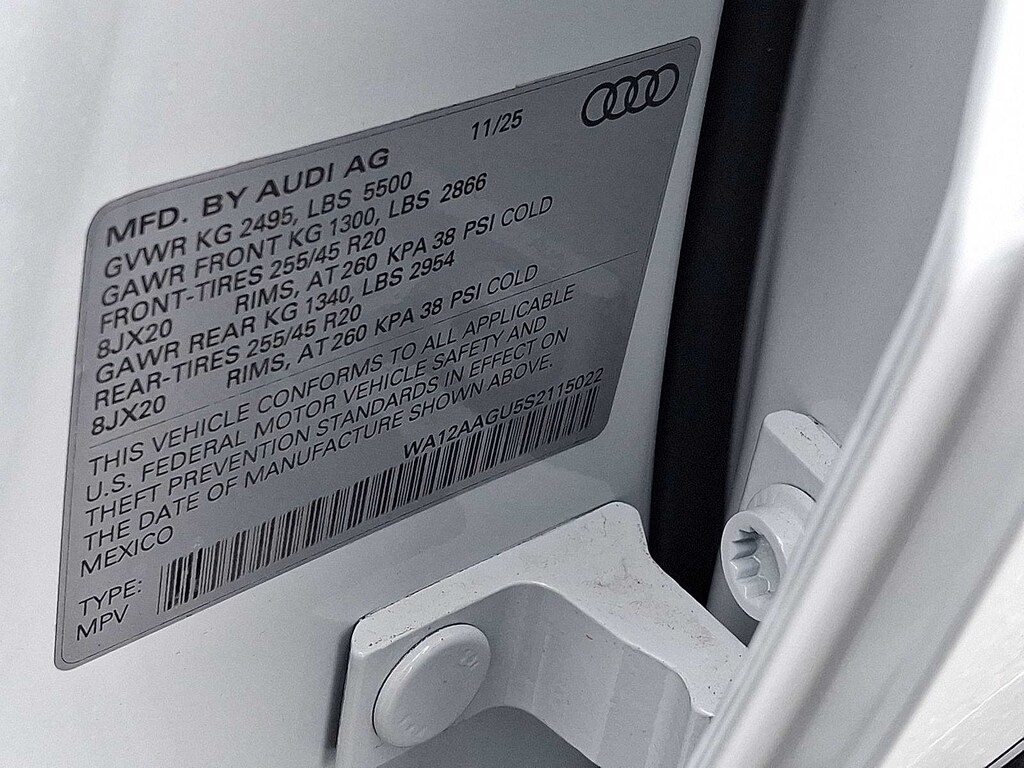 11/25
MFD. BY AUDI AG
GVWR KG 2495, LBS 5500
GAWR FRONT KG 1300, LBS 2866
FRONT-TIRES 255/45 R20
8JX20 RIMS, AT 260 KPA 38 PSI COLD
GAWR REAR KG 1340, LBS 2954
REAR-TIRES 255/45 R20
8JX20 RIMS, AT 260 KPA 38 PSI COLD
THIS VEHICLE CONFORMS TO ALL APPLICABLE
U.S. FEDERAL MOTOR VEHICLE SAFETY AND
THEFT PREVENTION STANDARDS IN EFFECT ON
THE DATE OF MANUFACTURE SHOWN ABOVE.
MEXICO
WA12AAGU5S2115022
TYPE:
MPV